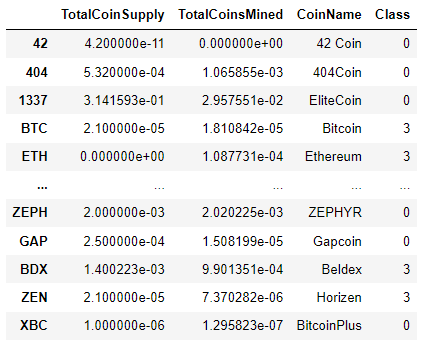 TotalCoinSupply TotalCoinsMined CoinName Class
42 4.200000e-11 0.000000e+00 42 Coin 0
404 5.320000e-04 1.065855e-03 404Coin 0
1337 3.141593e-01 2.957551e-02 EliteCoin 0
BTC 2.100000e-05 1.810842e-05 Bitcoin 3
ETH 0.000000e+00 1.087731e-04 Ethereum 3
... ... ... ... ...
ZEPH 2.000000e-03 2.020225e-03 ZEPHYR 0
GAP 2.500000e-04 1.508199e-05 Gapcoin 0
BDX 1.400223e-03 9.901351e-04 Beldex 3
ZEN 2.100000e-05 7.370282e-06 Horizen 3
XBC 1.000000e-06 1.295823e-07 BitcoinPlus 0